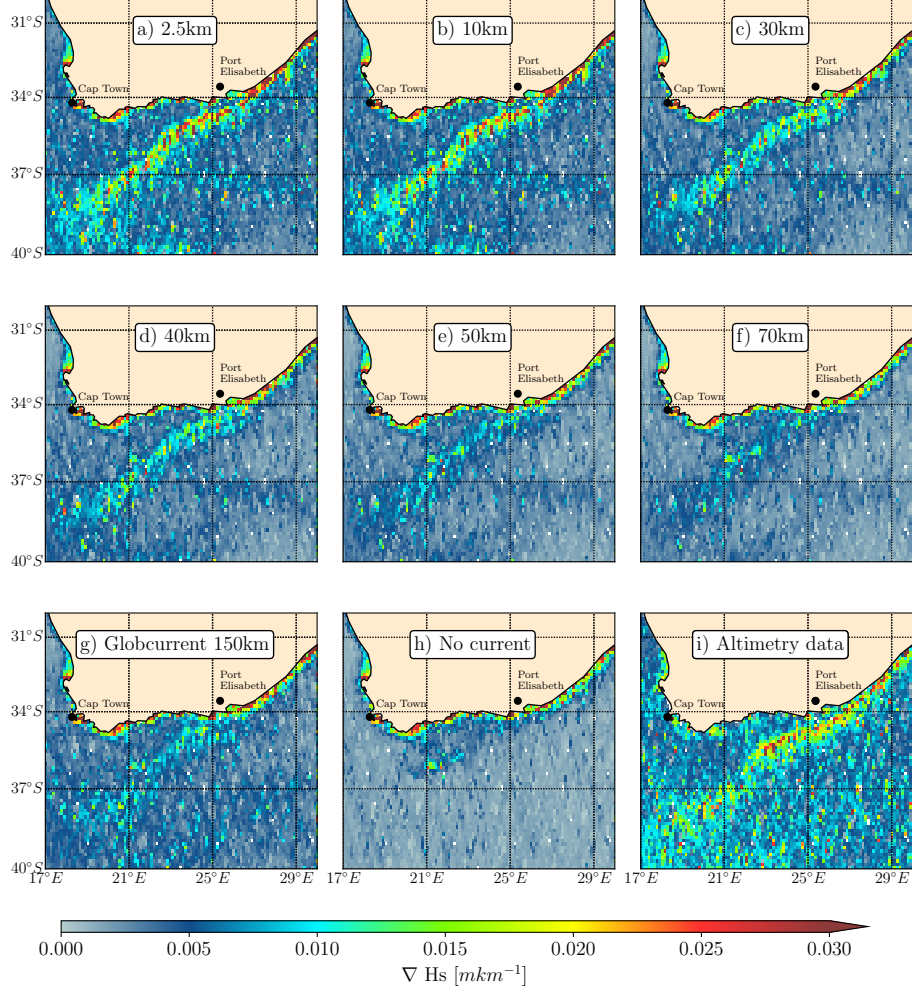 31°S
a) 2.5km
b) 10km
c) 30km
Port
Elisabeth
Port
Elisabeth
Port
Elisabeth
Cap Town
Cap Town
Cap Town
34°S
37°S
40°S
31°S
d) 40km
e) 50km
f) 70km
Port
Elisabeth
Port
Elisabeth
Port
Elisabeth
Cap Town
Cap Town
Cap Town
34°S
37°S
40°S
31°S
g) Globcurrent 150km
h) No current
i) Altimetry data
Port
Elisabeth
Port
Elisabeth
Port
Elisabeth
Cap Town
Cap Town
Cap Town
34°S
37°S
40°S
17°E 21°E 25°E 29°E
17°E 21°E 25°E 29°E
17°E 21°E 25°E 29°E
0.000 0.005 0.010 0.015 0.020 0.025 0.030
∇ Hs [mkm⁻¹]